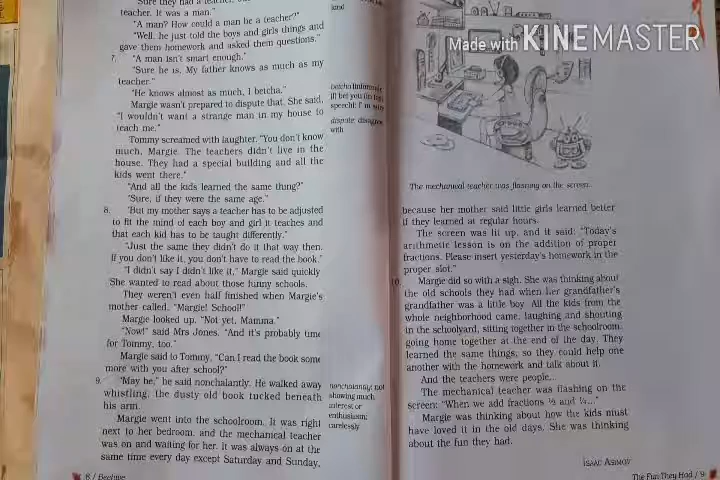 "Sure they had a teacher,
teacher. It was a man."
"A man? How could a man be a teacher?"
"Well, he just told the boys and girls things and
gave them homework and asked them questions."
7. "A man isn't smart enough."
"Sure he is. My father knows as much as my
teacher."
"He knows almost as much, I betcha."
Margie wasn't prepared to dispute that. She said,
"I wouldn't want a strange man in my house to
teach me."
Tommy screamed with laughter. "You don't know
much, Margie. The teachers didn't live in the
house. They had a special building and all the
kids went there."
"And all the kids learned the same thing?"
"Sure, if they were the same age."
8. "But my mother says a teacher has to be adjusted
to fit the mind of each boy and girl it teaches and
that each kid has to be taught differently."
"Just the same they didn't do it that way then.
If you don't like it, you don't have to read the book."
"I didn't say I didn't like it," Margie said quickly
She wanted to read about those funny schools.
They weren't even half finished when Margie's
mother called, "Margie! School!"
Margie looked up. "Not yet, Mamma."
"Now!" said Mrs Jones. "And it's probably time
for Tommy, too."
Margie said to Tommy, "Can I read the book some
more with you after school?"
9. "May be," he said nonchalantly. He walked away
whistling, the dusty old book tucked beneath
his arm.
Margie went into the schoolroom. It was right
next to her bedroom, and the mechanical teacher
was on and waiting for her. It was always on at the
same time every day except Saturday and Sunday,
8 / Beehive
kind
betcha (informal)
(I) bet you (in fast
speech): I'm sure
dispute: disagree
with
nonchalantly: not
showing much
interest or
enthusiasm;
carelessly
Made with KINEMASTER
The mechanical teacher was flashing on the screen.
because her mother said little girls learned better
if they learned at regular hours.
The screen was lit up, and it said: "Today's
arithmetic lesson is on the addition of proper
fractions. Please insert yesterday's homework in the
proper slot."
10. Margie did so with a sigh. She was thinking about
the old schools they had when her grandfather's
grandfather was a little boy. All the kids from the
whole neighborhood came, laughing and shouting
in the schoolyard, sitting together in the schoolroom,
going home together at the end of the day. They
learned the same things, so they could help one
another with the homework and talk about it.
And the teachers were people...
The mechanical teacher was flashing on the
screen: "When we add fractions ½ and ¼..."
Margie was thinking about how the kids must
have loved it in the old days. She was thinking
about the fun they had.
ISAAC ASIMOV
The Fun They Had / 9